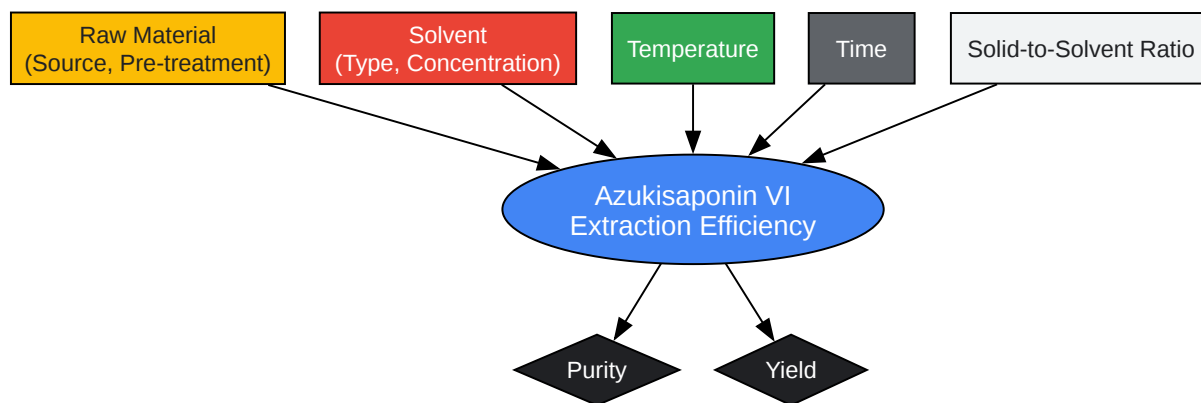 Raw Material
(Source, Pre-treatment)
Solvent
(Type, Concentration)
Temperature
Time
Solid-to-Solvent Ratio
Azukisaponin VI
Extraction Efficiency
Purity
Yield